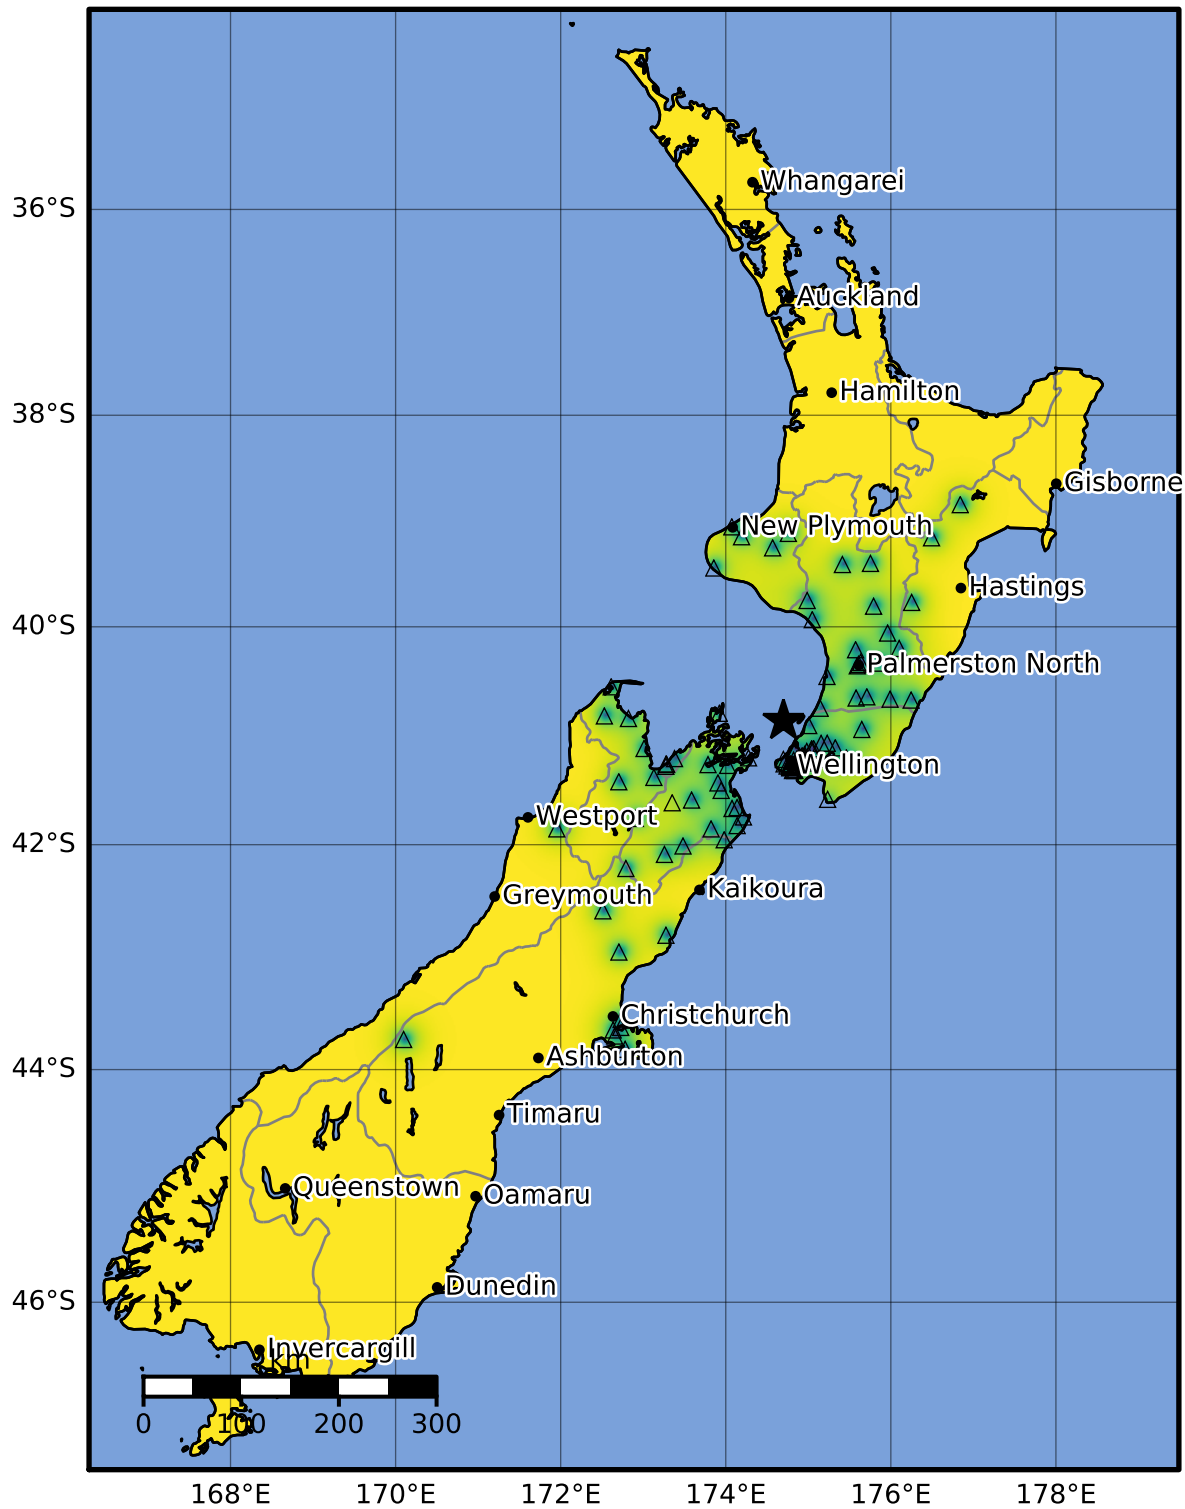 Whangarei
36°S
Auckland
Hamilton
38°S
Gisborne
New Plymouth
Hastings
40°S
Palmerston North
Wellington
Westport
42°S
Kaikoura
Greymouth
Christchurch
Ashburton
44°S
Timaru
Queenstown
Oamaru
Dunedin
46°S
Invercargill
km
0 100 200 300
168°E 170°E 172°E 174°E 176°E 178°E